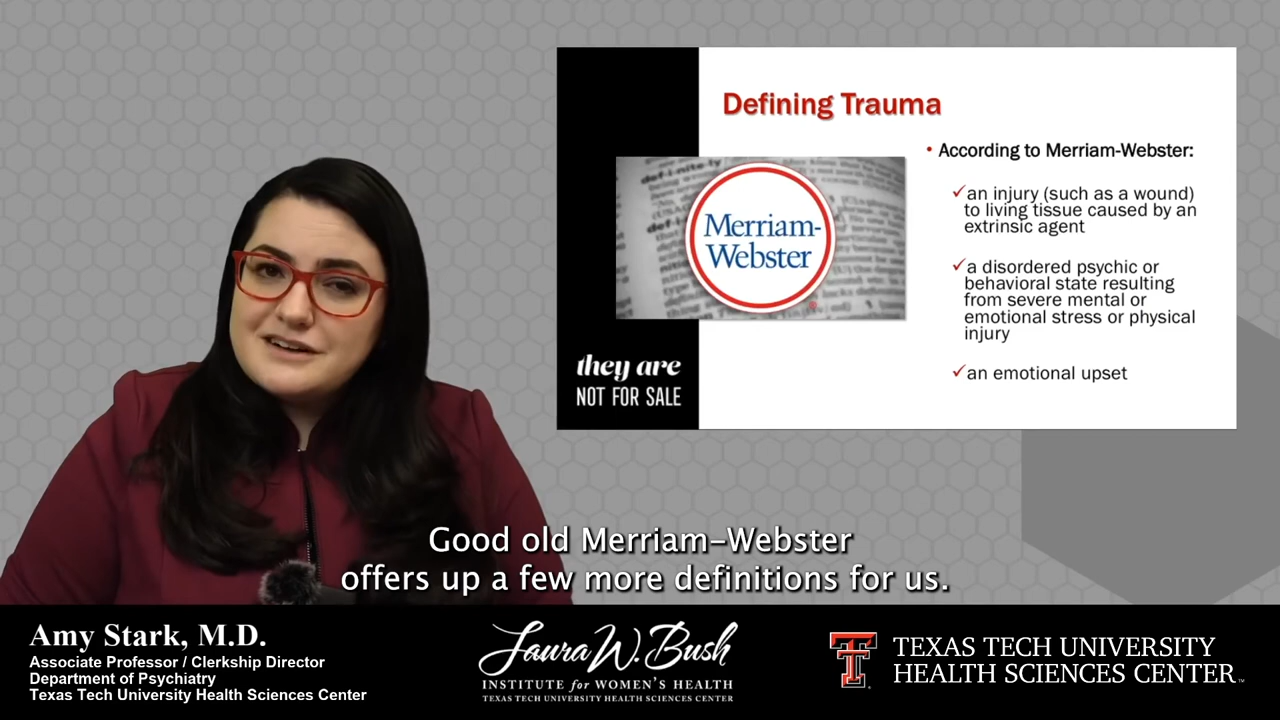 Defining Trauma
• According to Merriam-Webster:
Merriam-
Webster
✓an injury (such as a wound)
to living tissue caused by an
extrinsic agent
✓a disordered psychic or
behavioral state resulting
from severe mental or
emotional stress or physical
injury
✓an emotional upset
they are
NOT FOR SALE
Good old Merriam-Webster
offers up a few more definitions for us.
Amy Stark, M.D.
Associate Professor / Clerkship Director
Department of Psychiatry
Texas Tech University Health Sciences Center
Laura W. Bush
INSTITUTE for WOMEN'S HEALTH
TEXAS TECH UNIVERSITY HEALTH SCIENCES CENTER
TEXAS TECH UNIVERSITY
HEALTH SCIENCES CENTER™